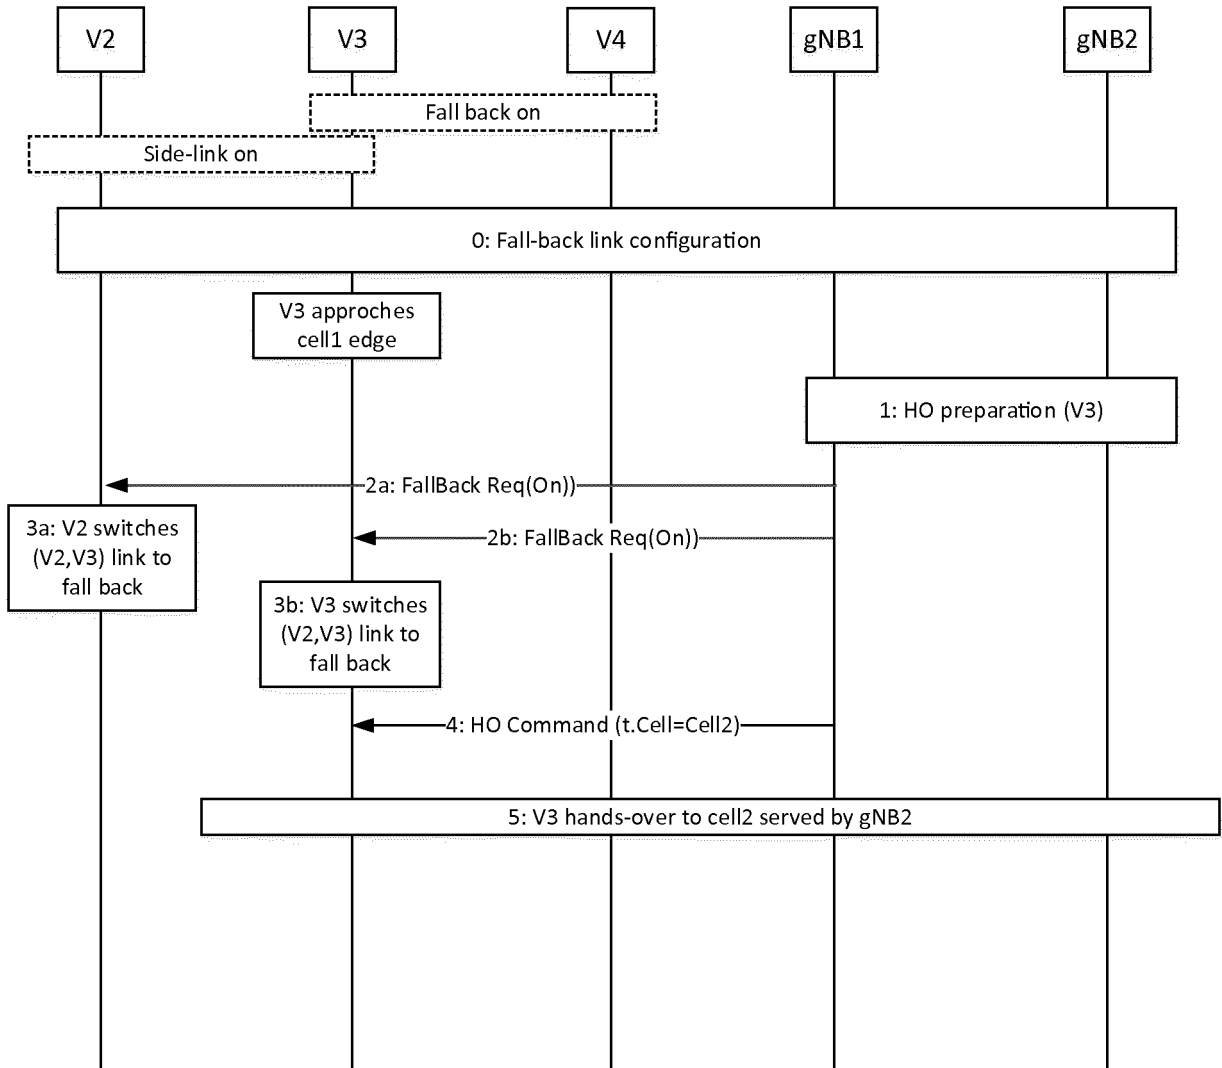 V2
V3
V4
gNB1
gNB2
Fall back on
Side-link on
0: Fall-back link configuration
V3 approches
cell1 edge
1: HO preparation (V3)
2a: FallBack Req(On))
3a: V2 switches
(V2,V3) link to
fall back
2b: FallBack Req(On))
3b: V3 switches
(V2,V3) link to
fall back
4: HO Command (t.Cell=Cell2)
5: V3 hands-over to cell2 served by gNB2